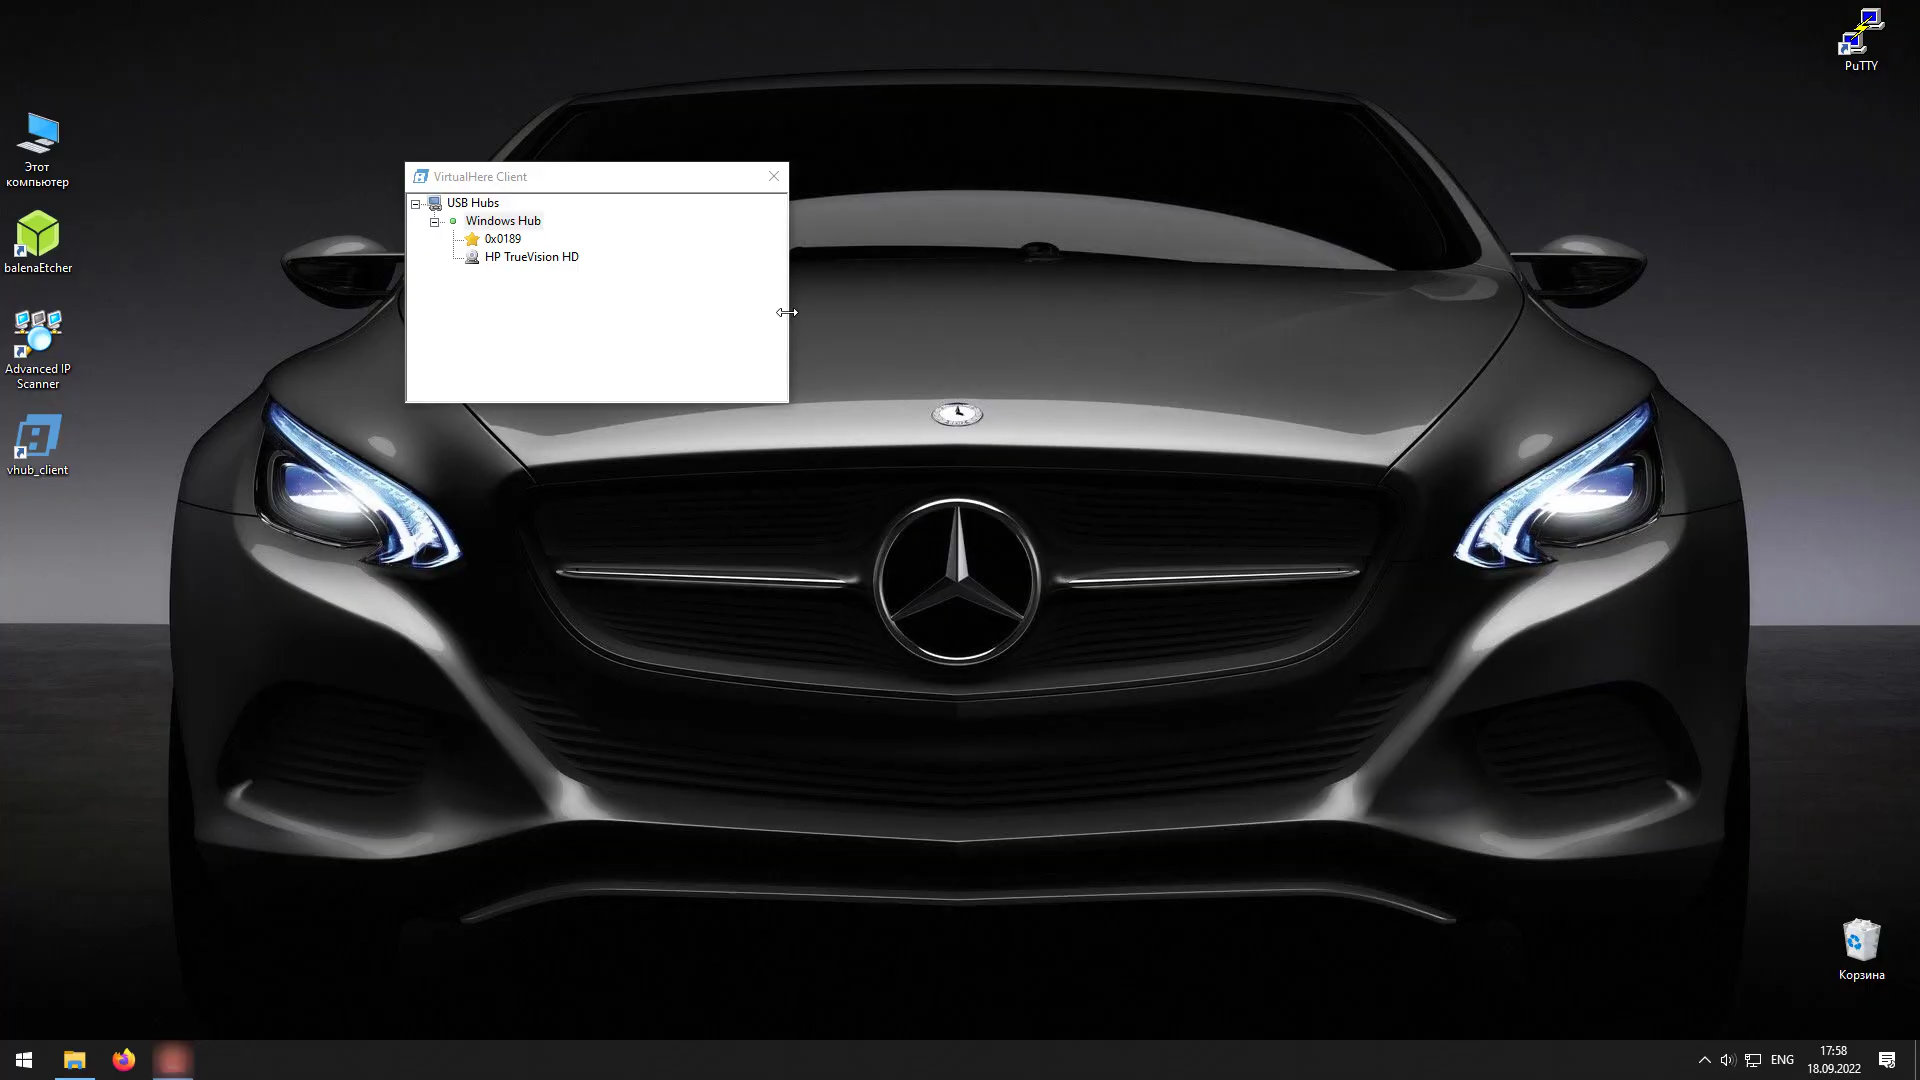 PuTTY
Этот
компьютер
balenaEtcher
Advanced IP
Scanner
vhub_client
VirtualHere Client
USB Hubs
Windows Hub
0x0189
HP TrueVision HD
Корзина
ENG
17:58
18.09.2022